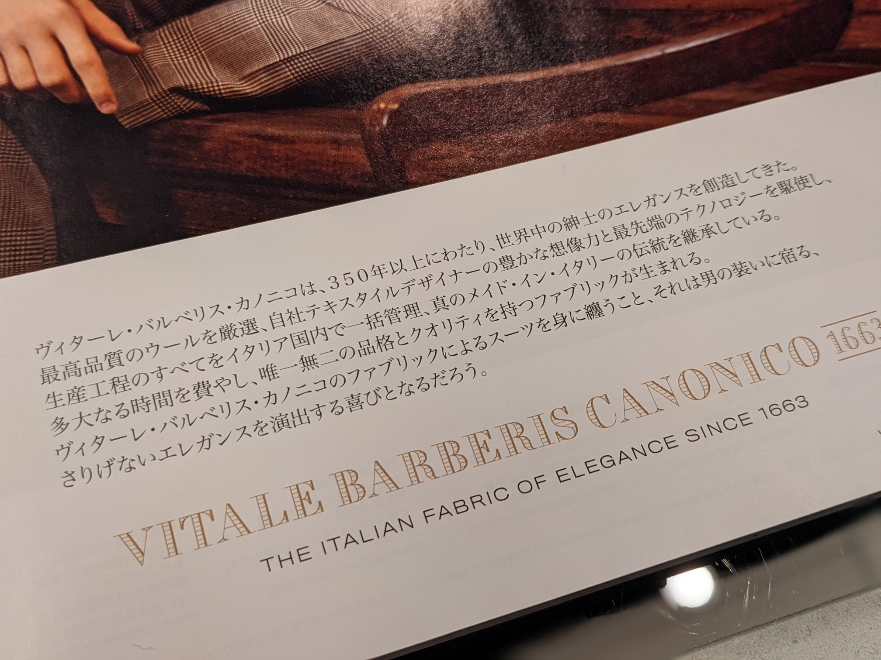 ヴィターレ・バルベリス・カノニコは、350年以上にわたり、世界中の紳士のエレガンスを創造してきた。
最高品質のウールを厳選、自社テキスタイルデザイナーの豊かな想像力と最先端のテクノロジーを駆使し、
生産工程のすべてをイタリア国内で一括管理、真のメイド・イン・イタリーの伝統を継承している。
多大なる時間を費やし、唯一無二の品格とクオリティを持つファブリックが生まれる。
ヴィターレ・バルベリス・カノニコのファブリックによるスーツを身に纏うこと、それは男の装いに宿る、
さりげないエレガンスを演出する喜びとなるだろう。
VITALE BARBERIS CANONICO 1663
THE ITALIAN FABRIC OF ELEGANCE SINCE 1663